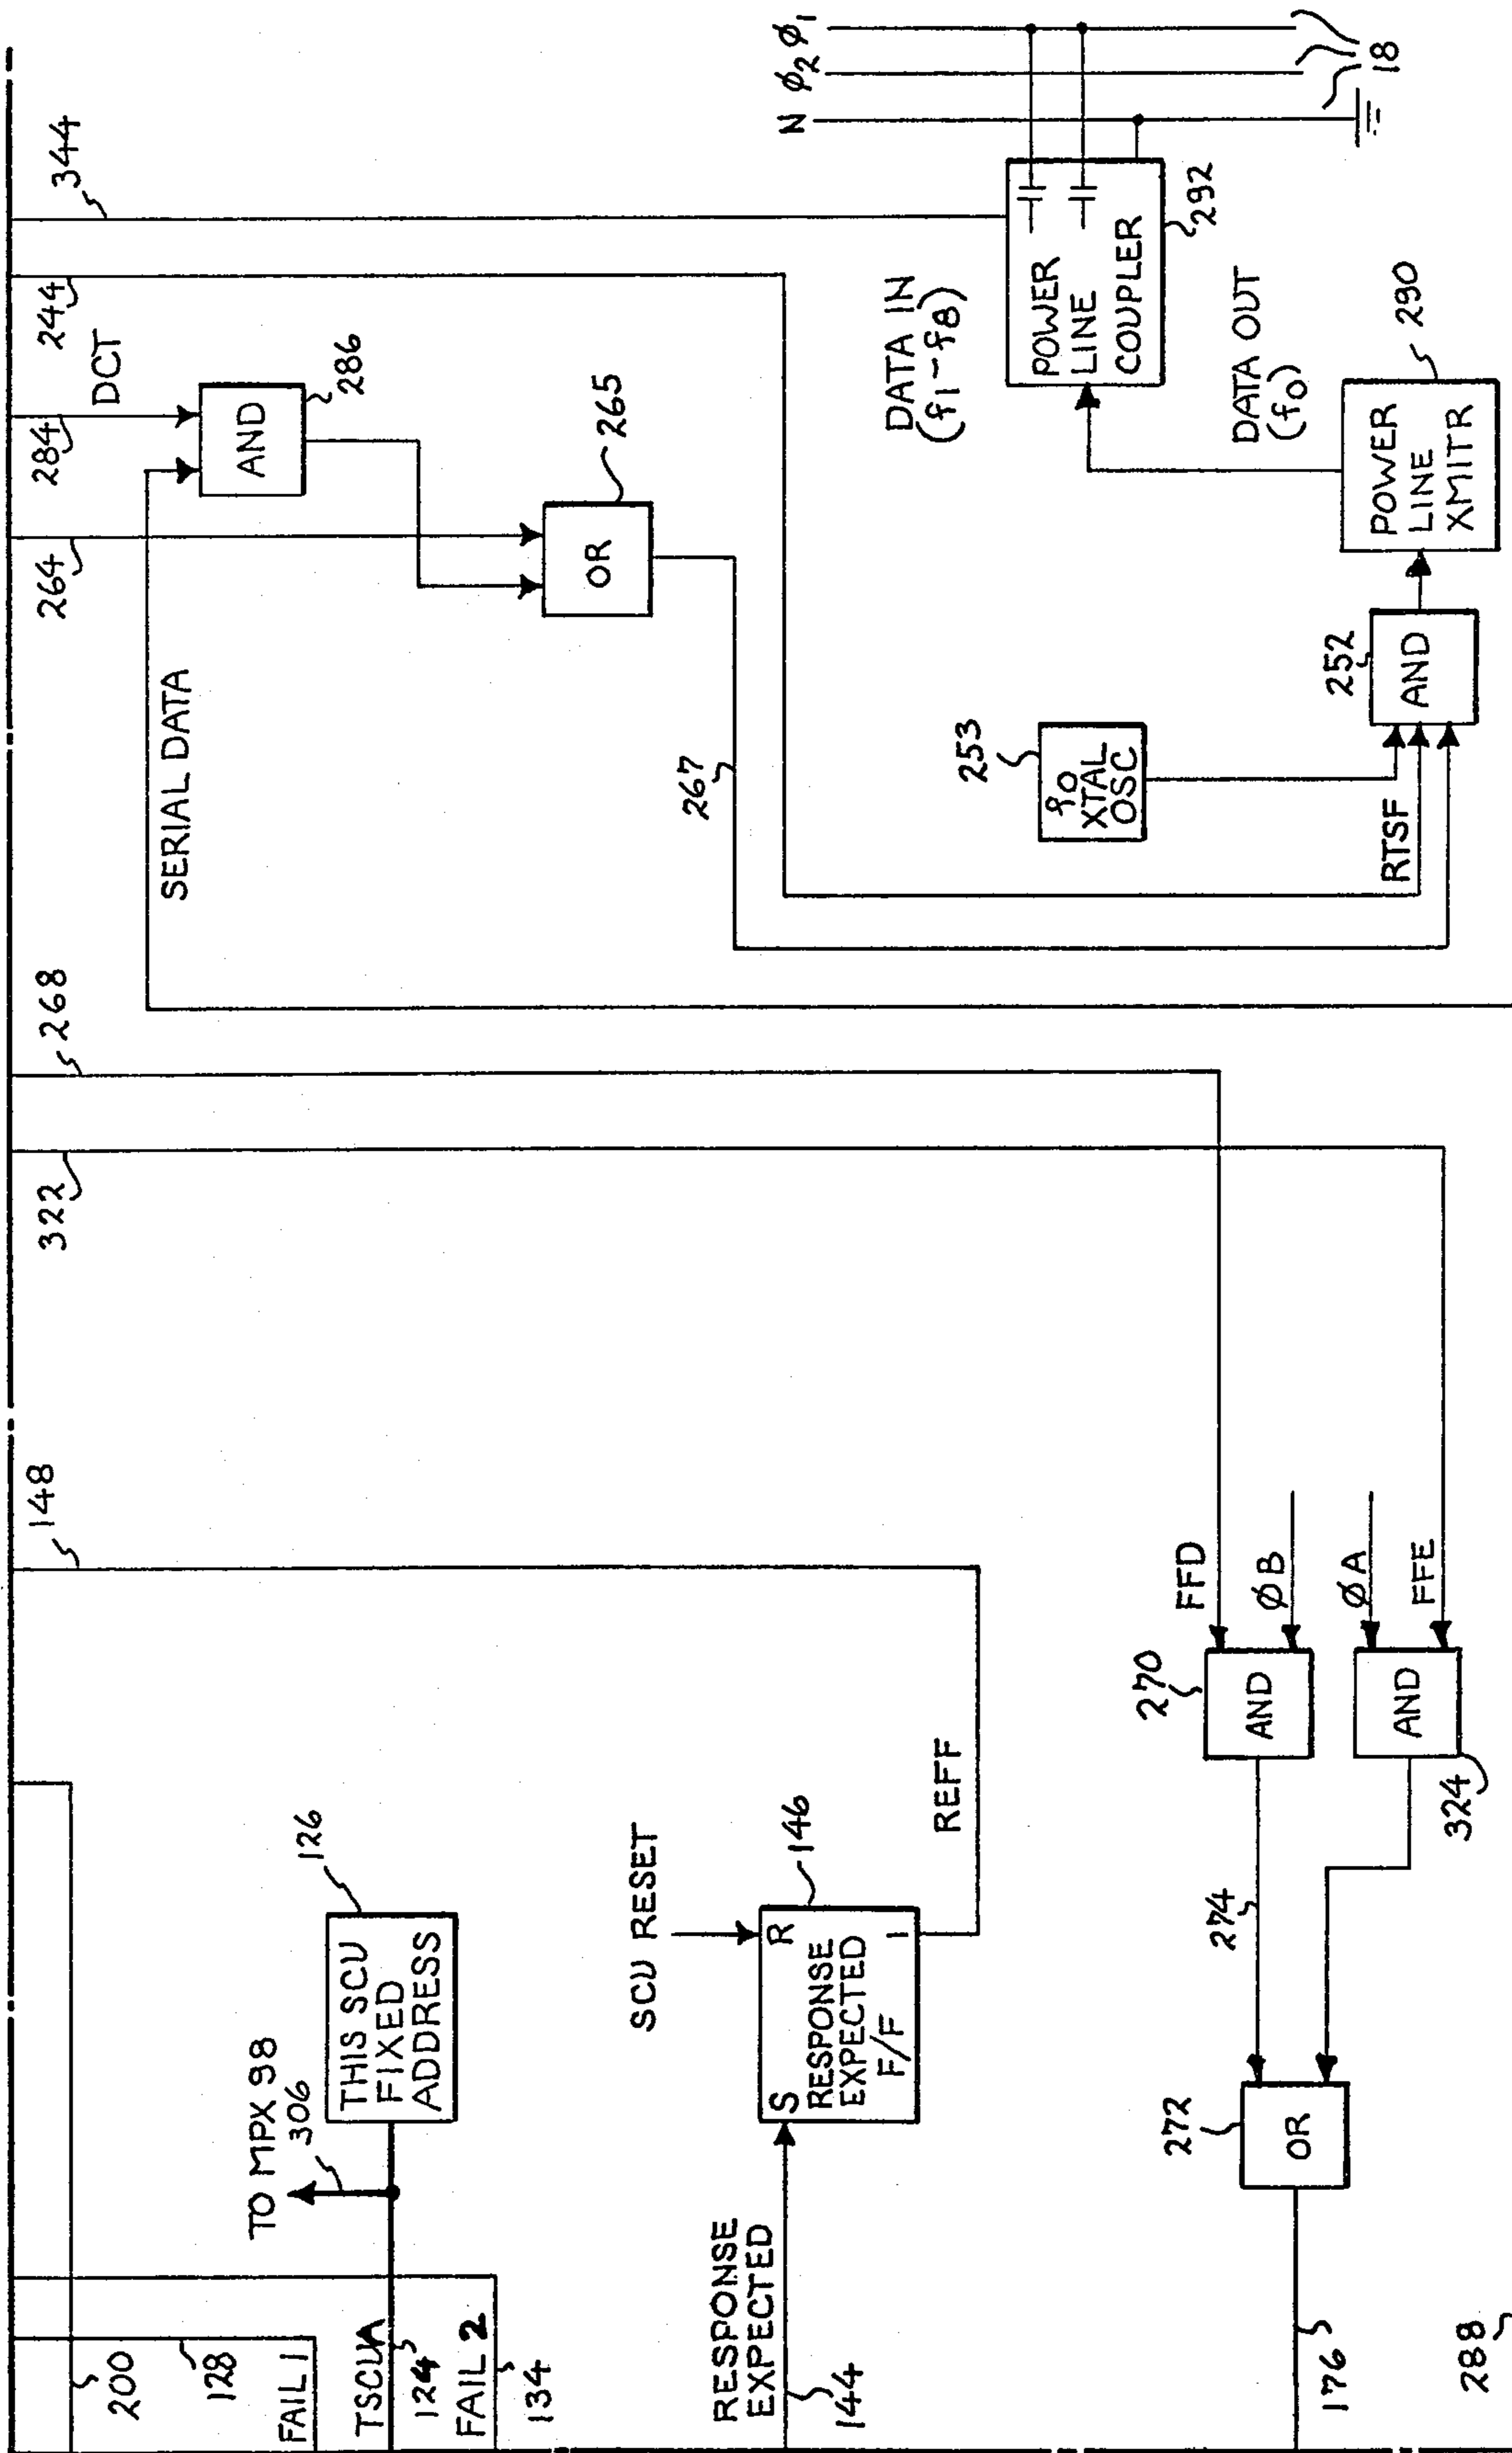 200
128
FAIL 1
TSCUA
124
FAIL 2
134
TO MPX 98
306
126
THIS SCU
FIXED
ADDRESS
148
RESPONSE
EXPECTED
144
SCU RESET
S
R
RESPONSE
EXPECTED
F/F
1
146
REFF
176
272
OR
274
270
AND
FFD
ØB
ØA
FFE
AND
324
288
322
268
SERIAL DATA
264
284
DCT
244
344
AND
286
OR
265
267
253
f0
XTAL
OSC
RTSF
252
AND
POWER
LINE
XMITR
290
DATA OUT
(f0)
DATA IN
(f1-f8)
POWER
LINE
COUPLER
292
N
ø2
ø1
18